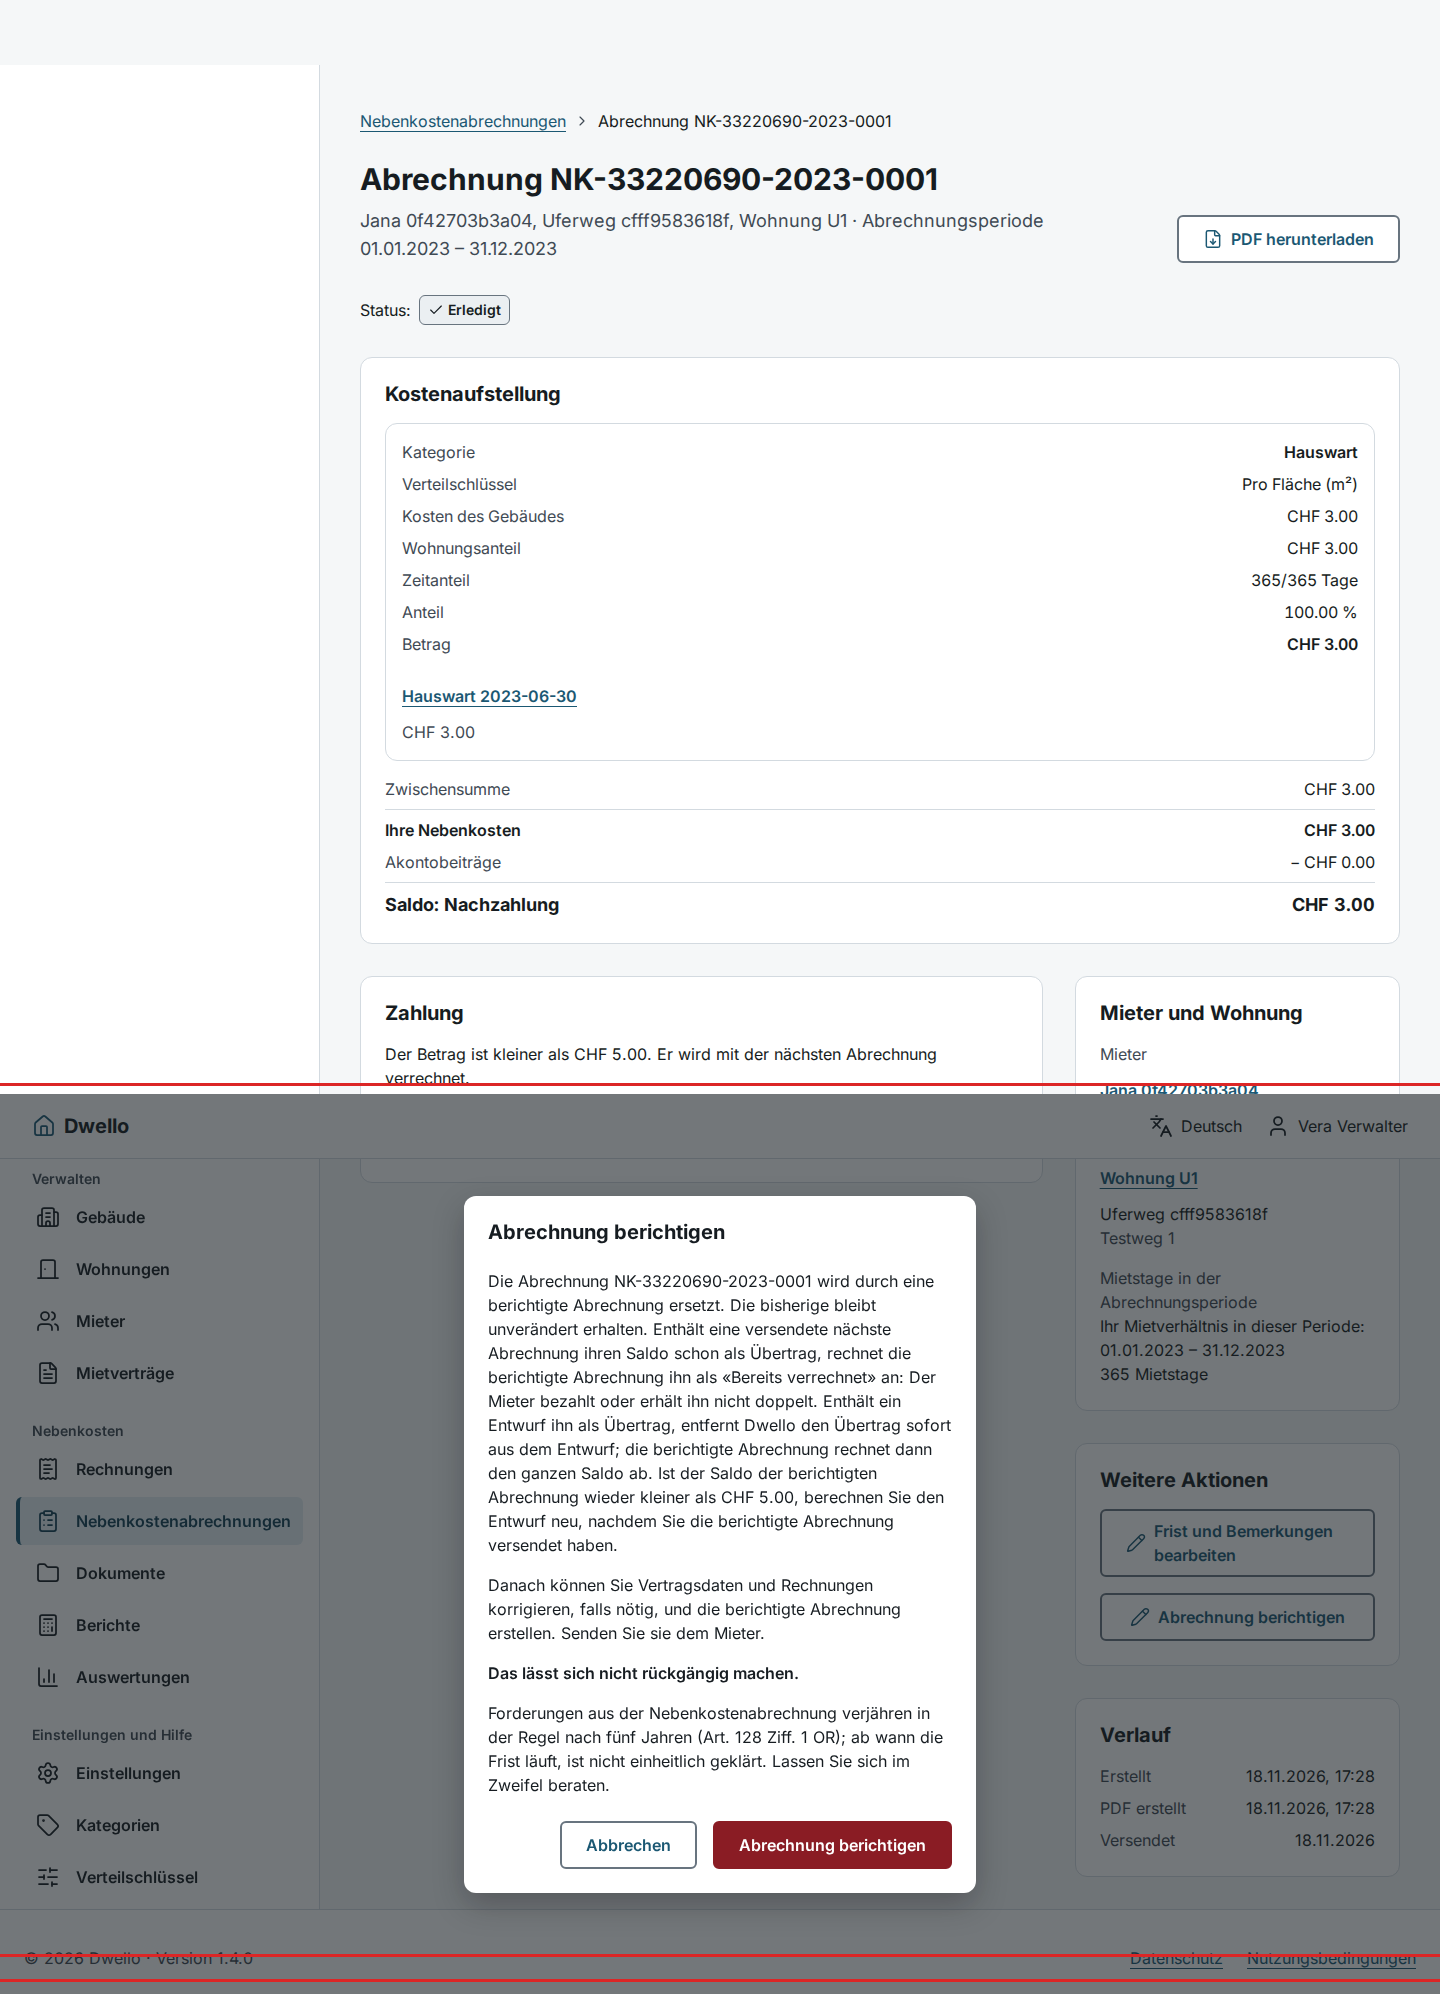 Nebenkostenabrechnungen > Abrechnung NK-33220690-2023-0001
Abrechnung NK-33220690-2023-0001
Jana 0f42703b3a04, Uferweg cfff9583618f, Wohnung U1 · Abrechnungsperiode
01.01.2023 – 31.12.2023
PDF herunterladen
Status: Erledigt
Kostenaufstellung
Kategorie Hauswart
Verteilschlüssel Pro Fläche (m²)
Kosten des Gebäudes CHF 3.00
Wohnungsanteil CHF 3.00
Zeitanteil 365/365 Tage
Anteil 100.00 %
Betrag CHF 3.00
Hauswart 2023-06-30
CHF 3.00
Zwischensumme CHF 3.00
Ihre Nebenkosten CHF 3.00
Akontobeiträge – CHF 0.00
Saldo: Nachzahlung CHF 3.00
Zahlung
Der Betrag ist kleiner als CHF 5.00. Er wird mit der nächsten Abrechnung
verrechnet.
Mieter und Wohnung
Mieter
Jana 0f42703b3a04
Dwello
Deutsch
Vera Verwalter
Verwalten
Gebäude
Wohnungen
Mieter
Mietverträge
Nebenkosten
Rechnungen
Nebenkostenabrechnungen
Dokumente
Berichte
Auswertungen
Einstellungen und Hilfe
Einstellungen
Kategorien
Verteilschlüssel
Abrechnung berichtigen
Die Abrechnung NK-33220690-2023-0001 wird durch eine
berichtigte Abrechnung ersetzt. Die bisherige bleibt
unverändert erhalten. Enthält eine versendete nächste
Abrechnung ihren Saldo schon als Übertrag, rechnet die
berichtigte Abrechnung ihn als «Bereits verrechnet» an: Der
Mieter bezahlt oder erhält ihn nicht doppelt. Enthält ein
Entwurf ihn als Übertrag, entfernt Dwello den Übertrag sofort
aus dem Entwurf; die berichtigte Abrechnung rechnet dann
den ganzen Saldo ab. Ist der Saldo der berichtigten
Abrechnung wieder kleiner als CHF 5.00, berechnen Sie den
Entwurf neu, nachdem Sie die berichtigte Abrechnung
versendet haben.
Danach können Sie Vertragsdaten und Rechnungen
korrigieren, falls nötig, und die berichtigte Abrechnung
erstellen. Senden Sie sie dem Mieter.
Das lässt sich nicht rückgängig machen.
Forderungen aus der Nebenkostenabrechnung verjähren in
der Regel nach fünf Jahren (Art. 128 Ziff. 1 OR); ab wann die
Frist läuft, ist nicht einheitlich geklärt. Lassen Sie sich im
Zweifel beraten.
Abbrechen
Abrechnung berichtigen
Wohnung U1
Uferweg cfff9583618f
Testweg 1
Mietstage in der
Abrechnungsperiode
Ihr Mietverhältnis in dieser Periode:
01.01.2023 – 31.12.2023
365 Mietstage
Weitere Aktionen
Frist und Bemerkungen
bearbeiten
Abrechnung berichtigen
Verlauf
Erstellt 18.11.2026, 17:28
PDF erstellt 18.11.2026, 17:28
Versendet 18.11.2026
© 2026 Dwello · Version 1.4.0
Datenschutz
Nutzungsbedingungen